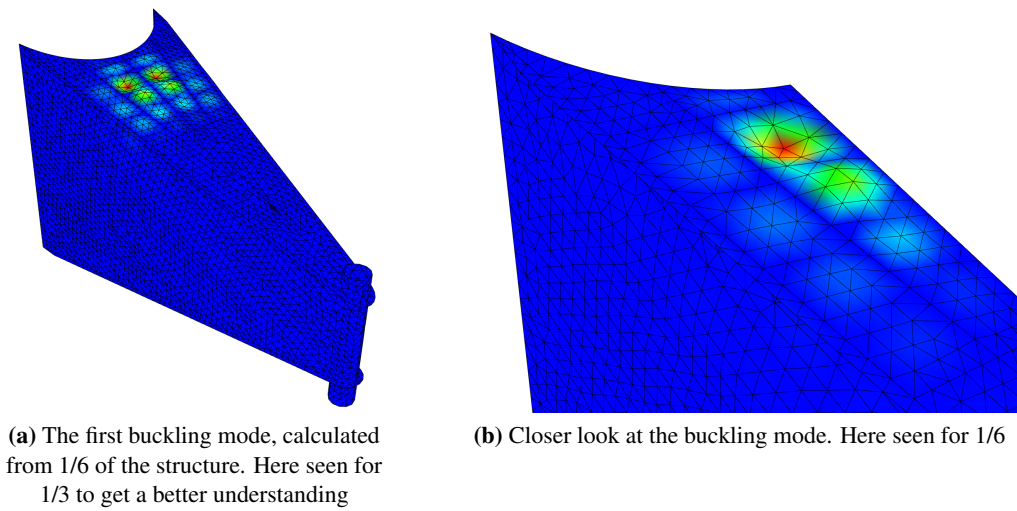 (a) The first buckling mode, calculated
from 1/6 of the structure. Here seen for
1/3 to get a better understanding
(b) Closer look at the buckling mode. Here seen for 1/6